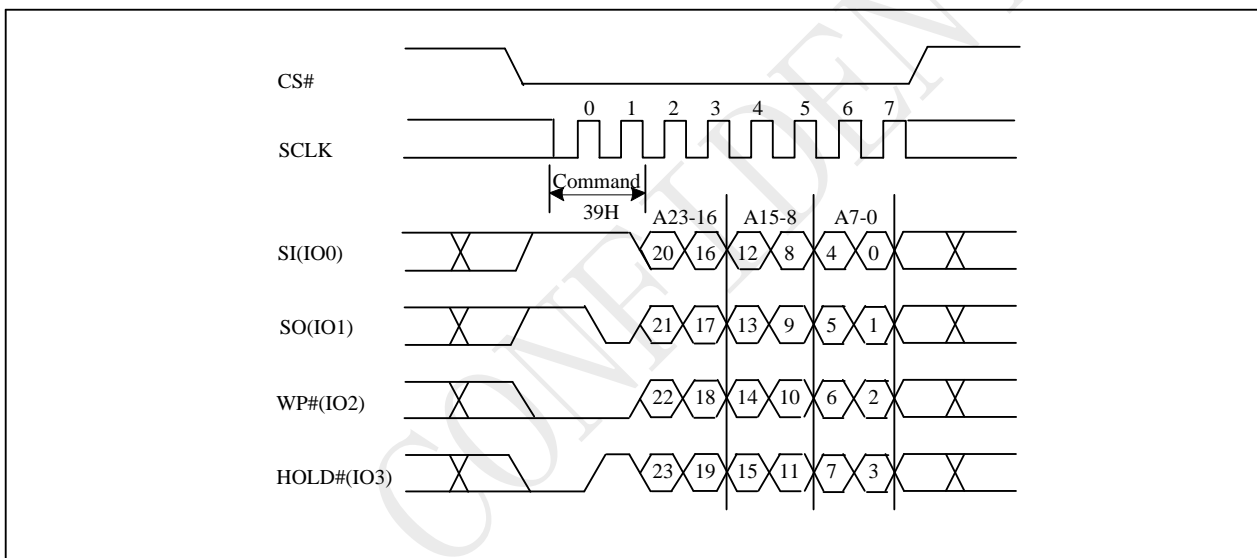 CS#
0 1 2 3 4 5 6 7
SCLK
Command
39H
A23-16 A15-8 A7-0
SI(IO0) 20 16 12 8 4 0
SO(IO1) 21 17 13 9 5 1
WP#(IO2) 22 18 14 10 6 2
HOLD#(IO3) 23 19 15 11 7 3
CONFIDEN